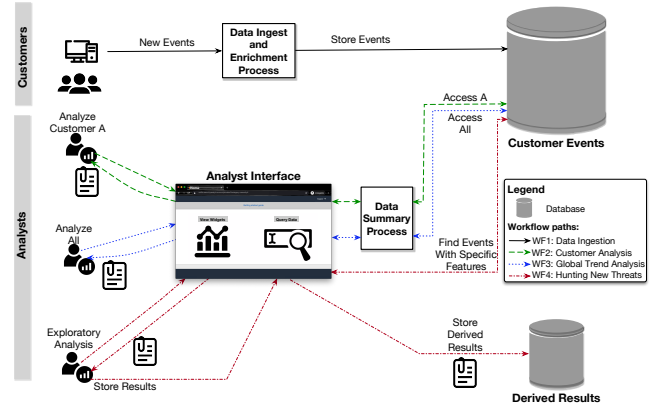 Customers
New Events
Data Ingest
and
Enrichment
Process
Store Events
Customer Events
Access A
Access
All
Analysts
Analyze
Customer A
Analyst Interface
View Widgets
Query Data
Data
Summary
Process
Analyze
All
Find Events
With Specific
Features
Legend
Database
Workflow paths:
WF1: Data Ingestion
WF2: Customer Analysis
WF3: Global Trend Analysis
WF4: Hunting New Threats
Exploratory
Analysis
Store Results
Store
Derived
Results
Derived Results